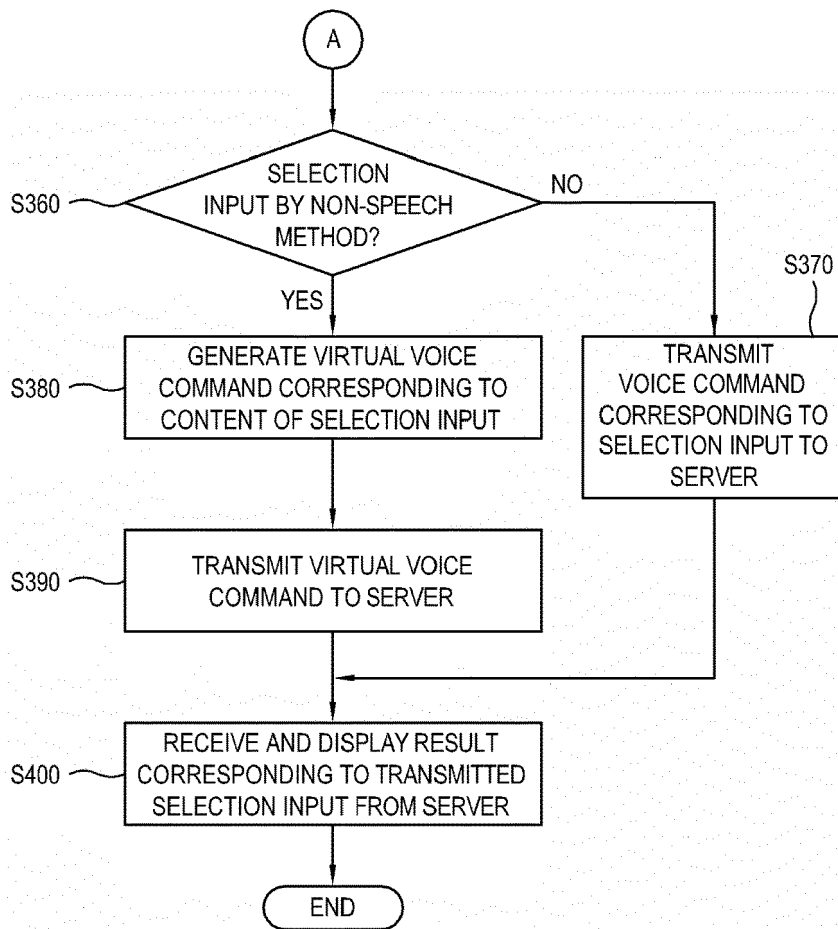 A
S360
SELECTION
INPUT BY NON-SPEECH
METHOD?
NO
YES
S370
TRANSMIT
VOICE COMMAND
CORRESPONDING TO
SELECTION INPUT TO
SERVER
S380
GENERATE VIRTUAL VOICE
COMMAND CORRESPONDING TO
CONTENT OF SELECTION INPUT
S390
TRANSMIT VIRTUAL VOICE
COMMAND TO SERVER
S400
RECEIVE AND DISPLAY RESULT
CORRESPONDING TO TRANSMITTED
SELECTION INPUT FROM SERVER
END